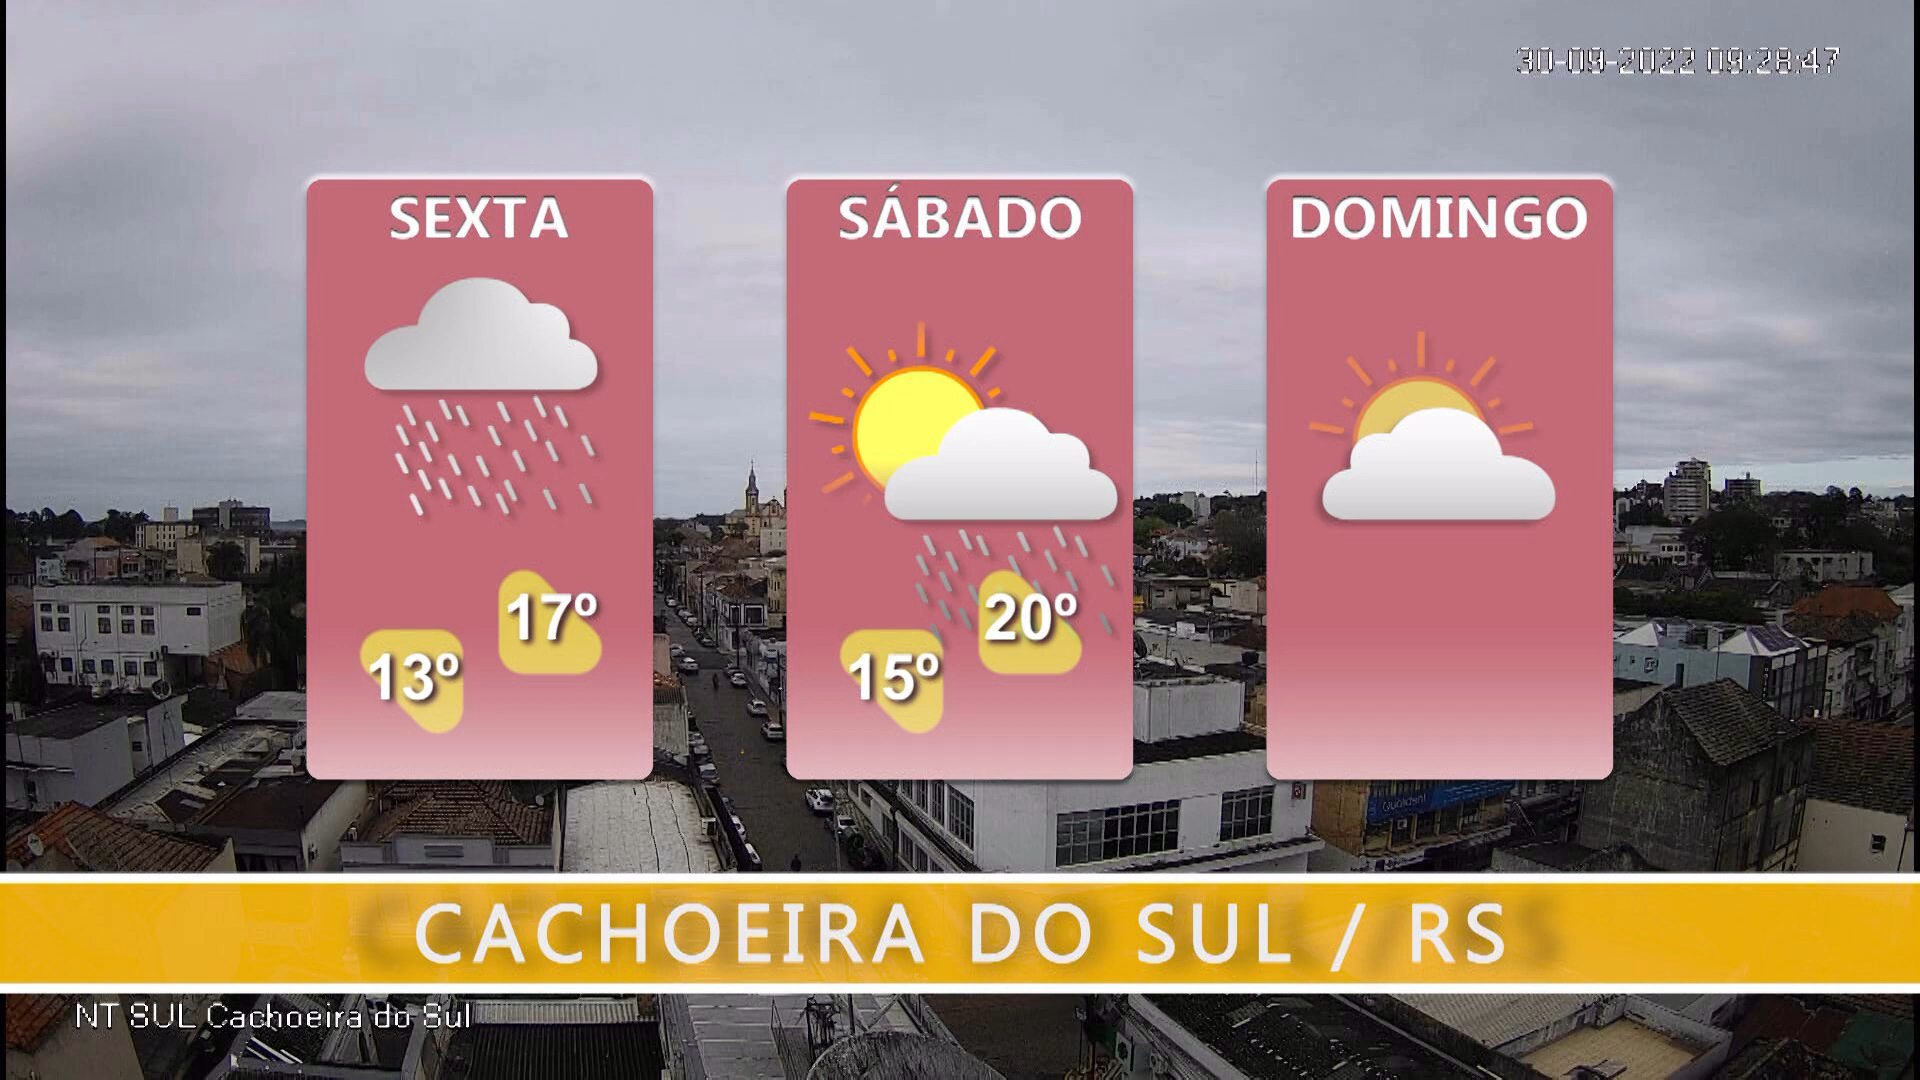 30-09-2022 09:28:47
SEXTA
SÁBADO
DOMINGO
17º
13º
20º
15º
Qualident
CACHOEIRA DO SUL / RS
NT SUL Cachoeira do Sul